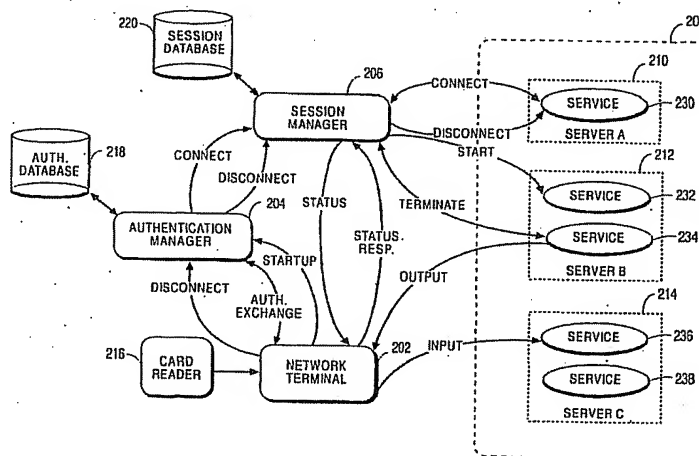 220
SESSION
DATABASE
206
SESSION
MANAGER
CONNECT
DISCONNECT
START
20
210
SERVICE
230
SERVER A
212
SERVICE
232
SERVICE
234
SERVER B
214
SERVICE
236
SERVICE
238
SERVER C
AUTH.
DATABASE
218
CONNECT
DISCONNECT
204
AUTHENTICATION
MANAGER
STATUS
STATUS
RESP.
TERMINATE
OUTPUT
INPUT
STARTUP
DISCONNECT
AUTH.
EXCHANGE
216
CARD
READER
NETWORK
TERMINAL
202